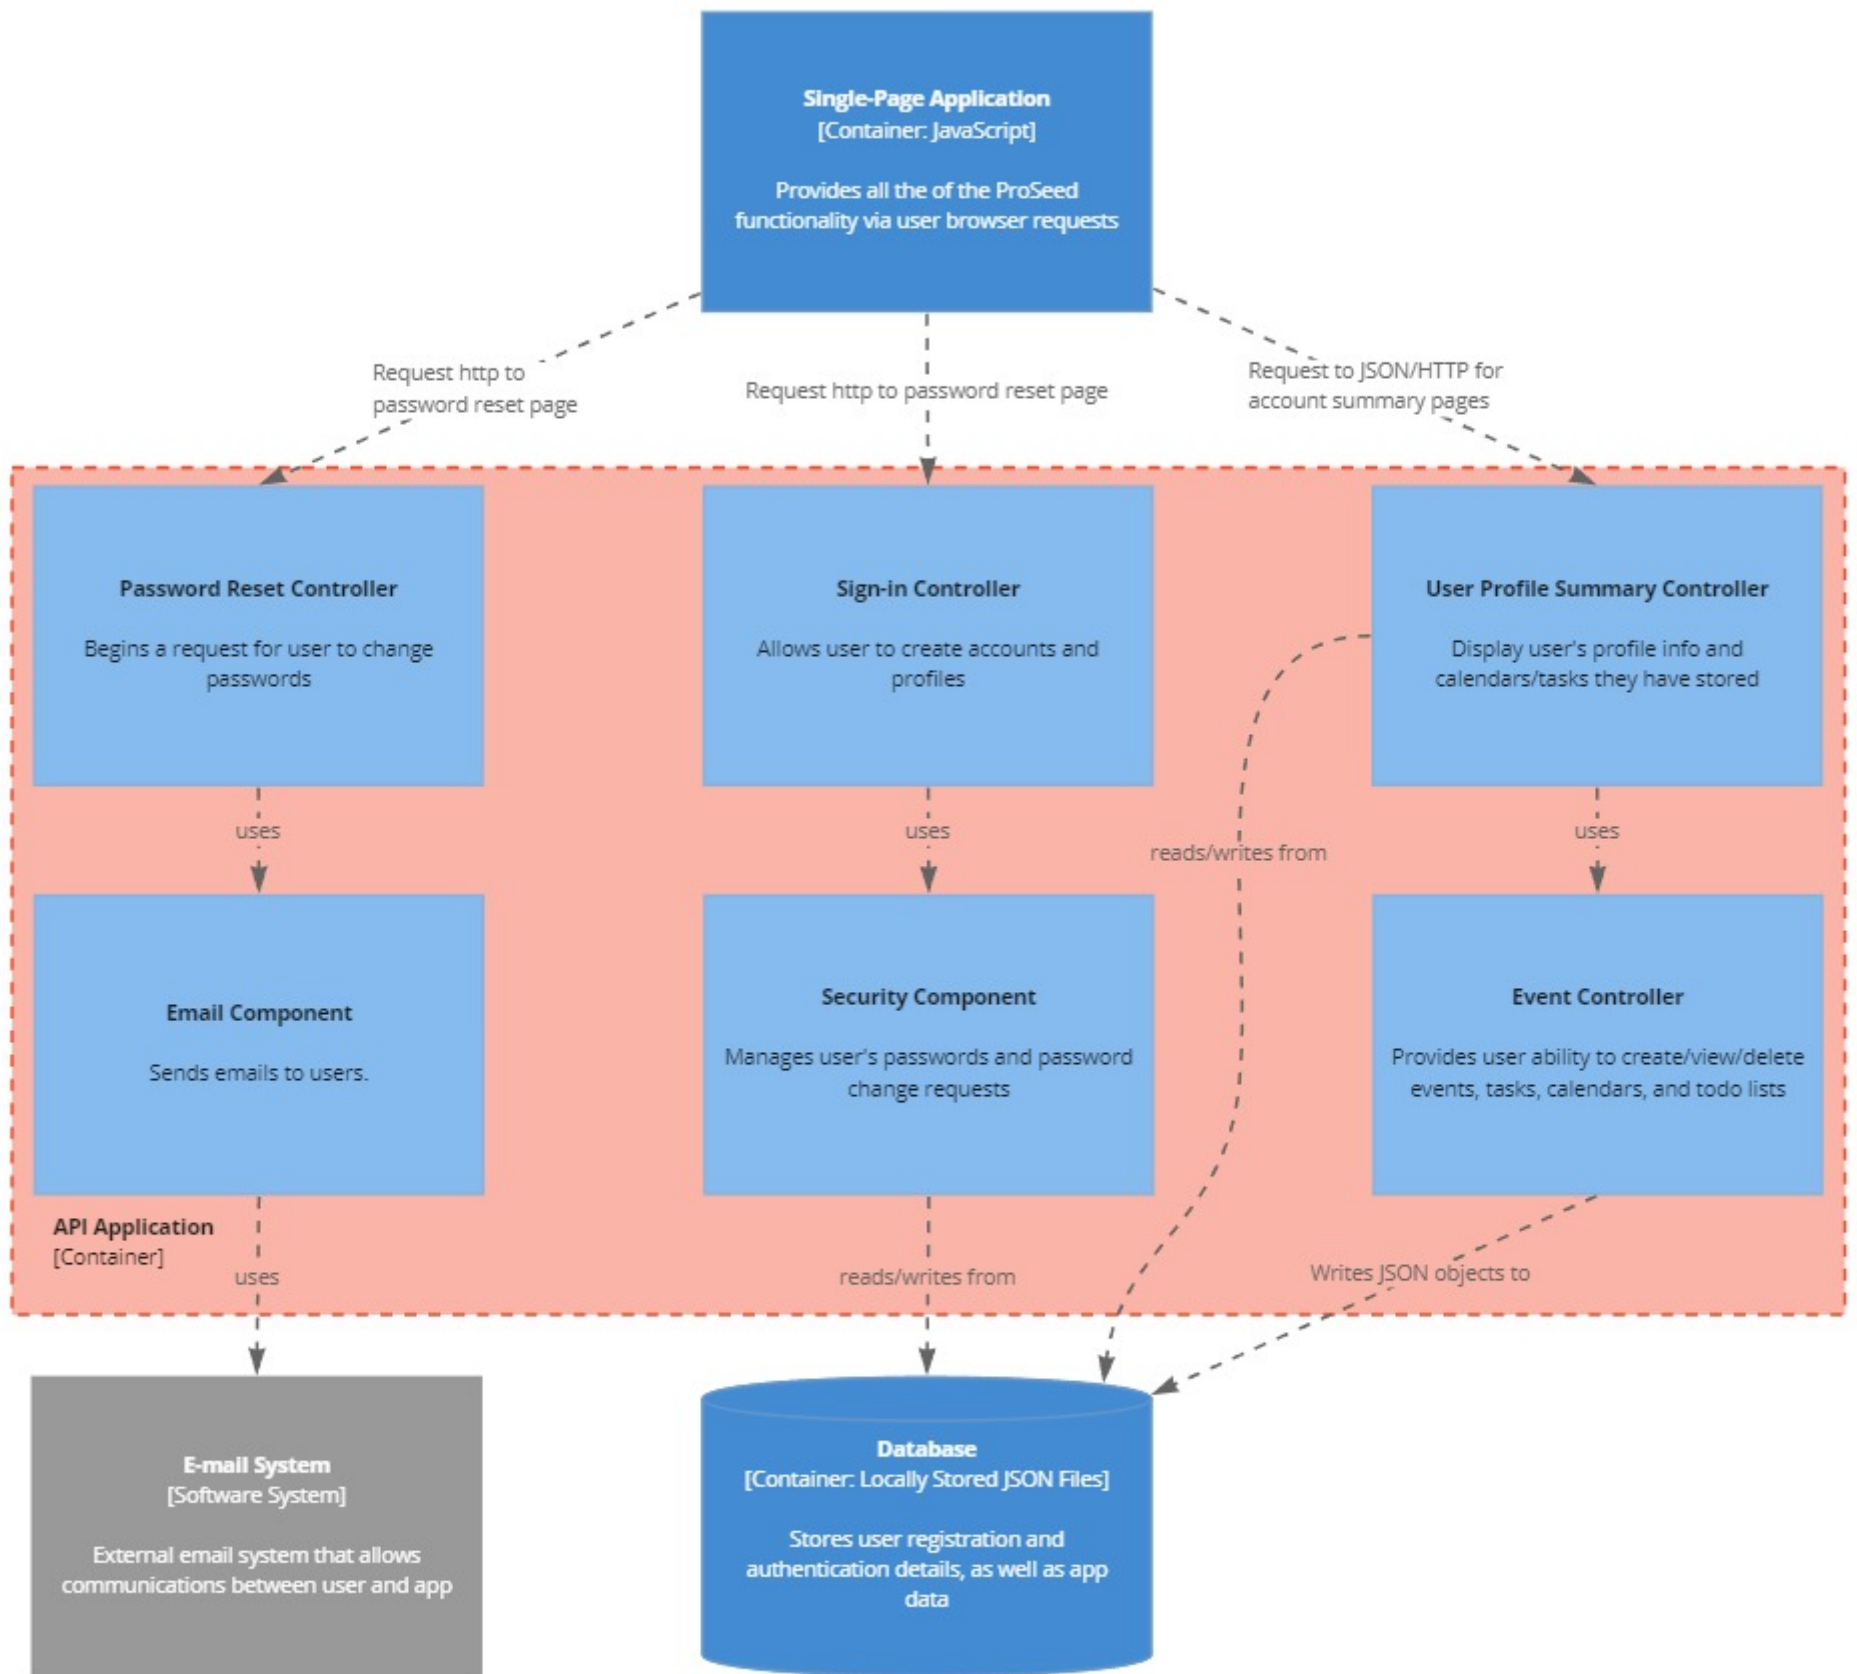 Single-Page Application
[Container: JavaScript]
Provides all the of the ProSeed
functionality via user browser requests
Request http to
password reset page
Request http to password reset page
Request to JSON/HTTP for
account summary pages
Password Reset Controller
Begins a request for user to change
passwords
Sign-in Controller
Allows user to create accounts and
profiles
User Profile Summary Controller
Display user's profile info and
calendars/tasks they have stored
uses
uses
reads/writes from
uses
Email Component
Sends emails to users.
Security Component
Manages user's passwords and password
change requests
Event Controller
Provides user ability to create/view/delete
events, tasks, calendars, and todo lists
API Application
[Container]
uses
reads/writes from
Writes JSON objects to
E-mail System
[Software System]
External email system that allows
communications between user and app
Database
[Container: Locally Stored JSON Files]
Stores user registration and
authentication details, as well as app
data